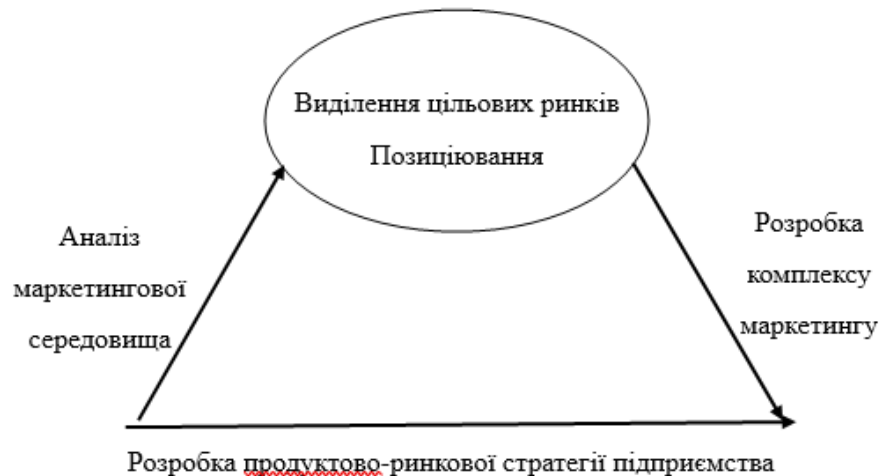 Виділення цільових ринків
Позиціювання
Аналіз
маркетингової
середовища
Розробка
комплексу
маркетингу
Розробка продуктово-ринкової стратегії підприємства